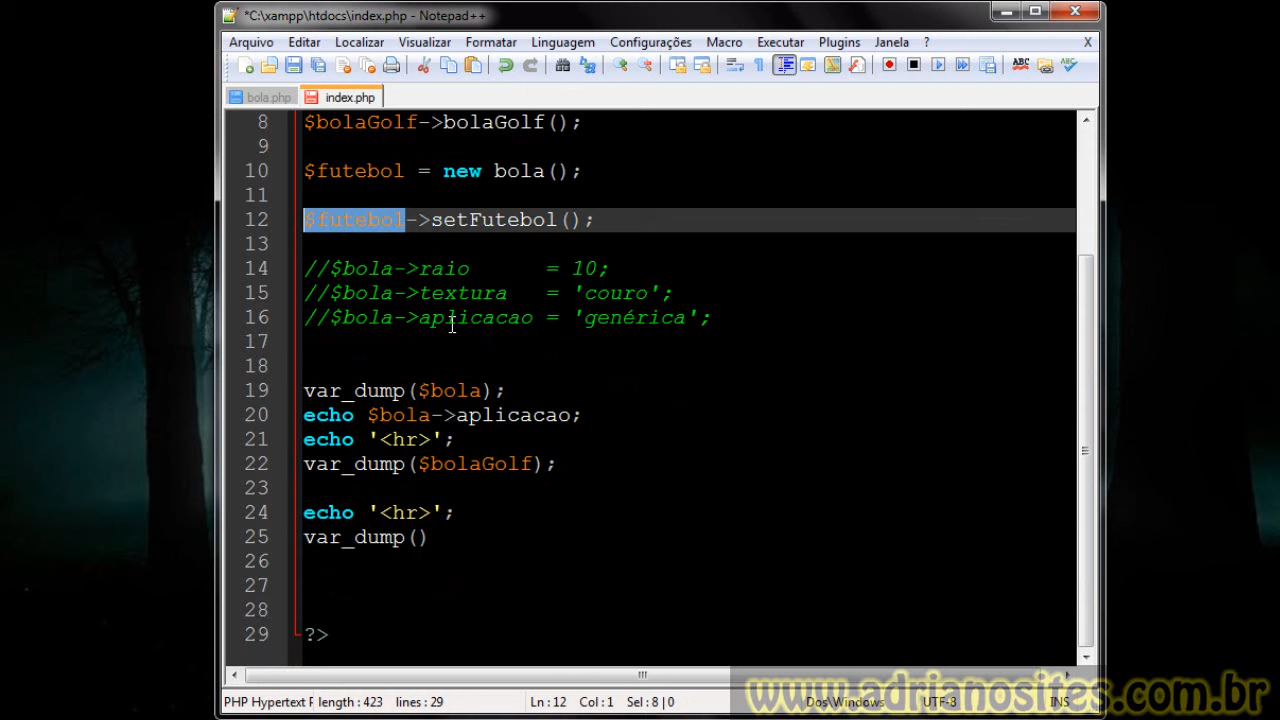 *C:\xampp\htdocs\index.php - Notepad++
Arquivo Editar Localizar Visualizar Formatar Linguagem Configurações Macro Executar Plugins Janela ? X
bola.php index.php
8 $bolaGolf->bolaGolf();
9
10 $futebol = new bola();
11
12 $futebol->setFutebol();
13
14 //$bola->raio = 10;
15 //$bola->textura = 'couro';
16 //$bola->aplicacao = 'genérica';
17
18
19 var_dump($bola);
20 echo $bola->aplicacao;
21 echo '<hr>';
22 var_dump($bolaGolf);
23
24 echo '<hr>';
25 var_dump()
26
27
28
29 ?>
PHP Hypertext P length : 423 lines : 29 Ln : 12 Col : 1 Sel : 8 | 0 Dos\Windows UTF-8 INS
www.adrianosites.com.br